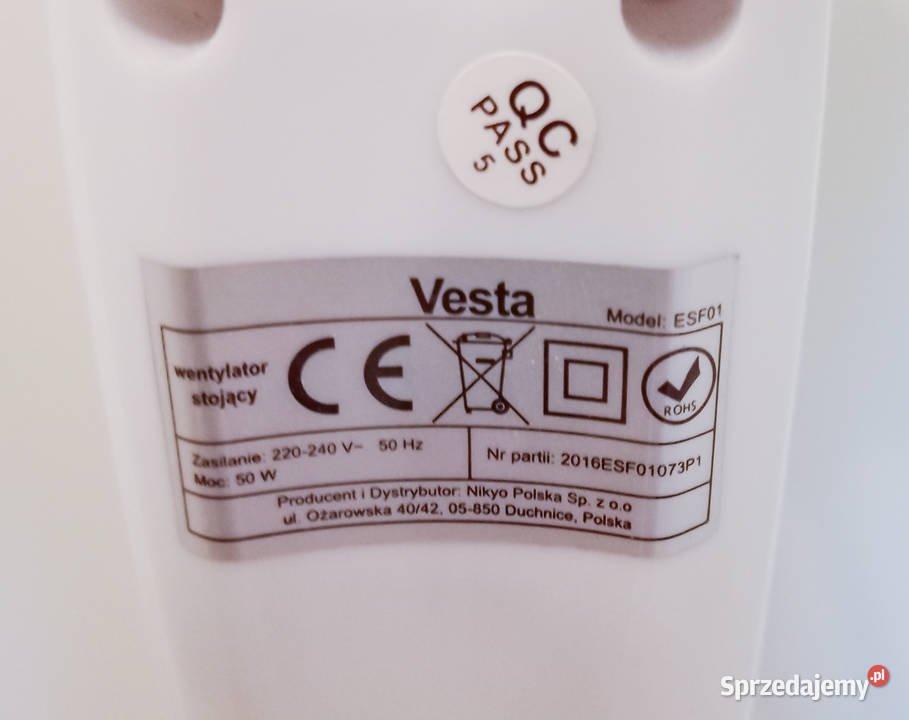 QC
PASS
5
Vesta
Model: ESF01
wentylator
stojący
CE
ROHS
Zasilanie: 220-240 V~ 50 Hz
Moc: 50 W
Nr partii: 2016ESF01073P1
Producent i Dystrybutor: Nikyo Polska Sp. z o.o
ul. Ożarowska 40/42, 05-850 Duchnice, Polska
Sprzedajemy.pl